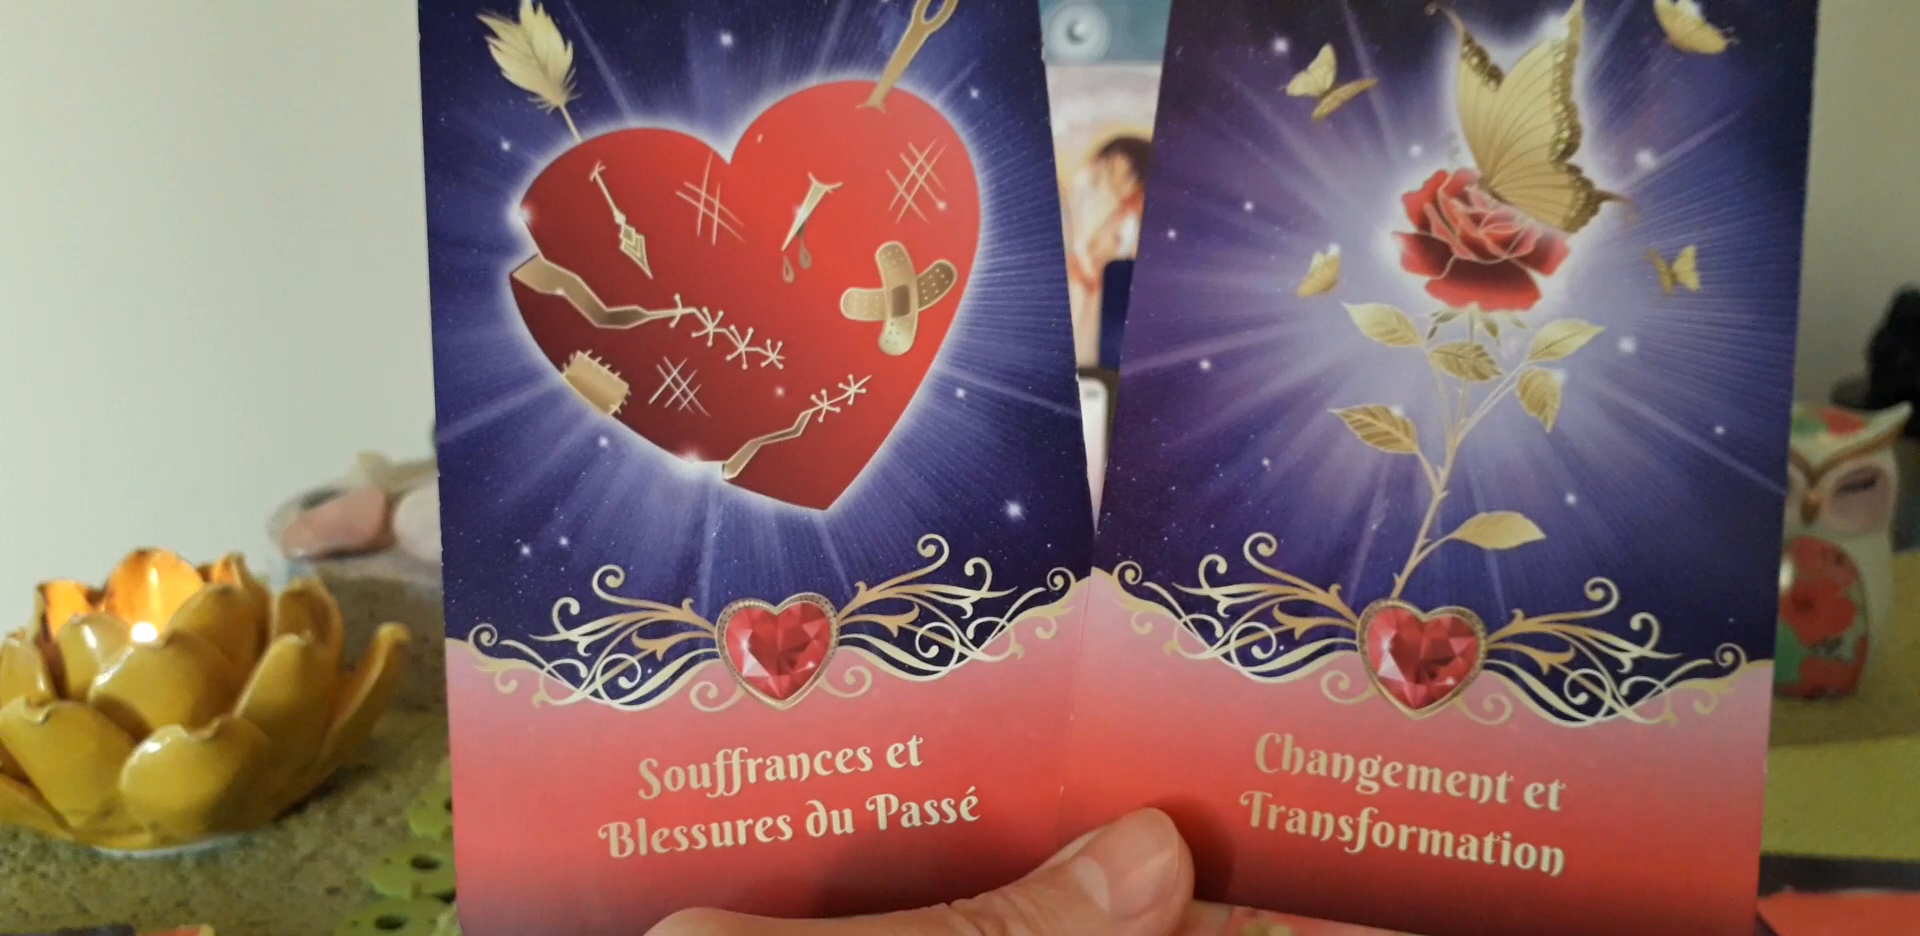 Souffrances et
Blessures du Passé
Changement et
Transformation